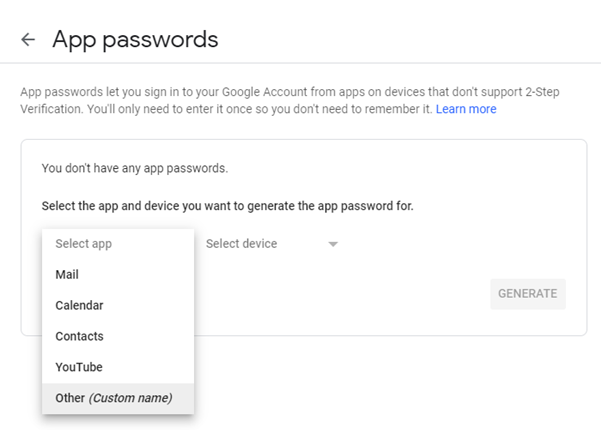 App passwords
App passwords let you sign in to your Google Account from apps on devices that don't support 2-Step
Verification. You'll only need to enter it once so you don't need to remember it. Learn more
You don't have any app passwords.
Select the app and device you want to generate the app password for.
Select app
Select device
Mail
Calendar
Contacts
YouTube
Other (Custom name)
GENERATE